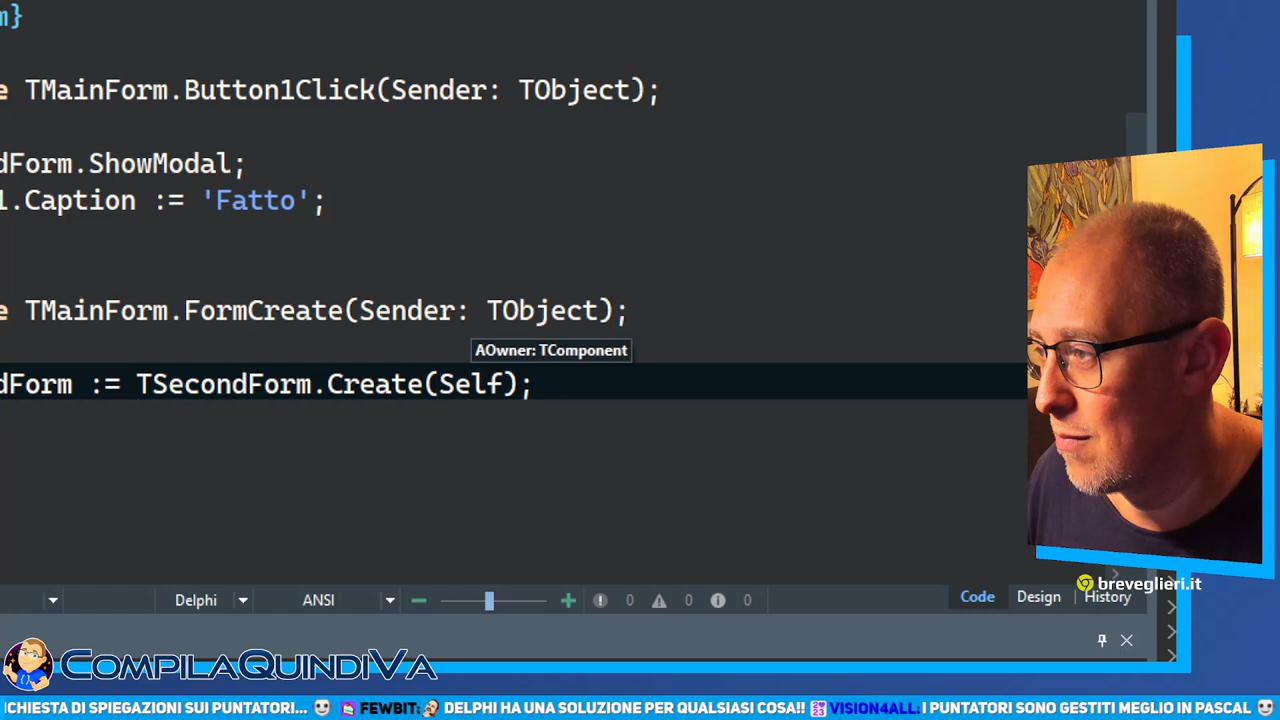 m}
e TMainForm.Button1Click(Sender: TObject);
dForm.ShowModal;
1.Caption := 'Fatto';
e TMainForm.FormCreate(Sender: TObject);
AOwner: TComponent
dForm := TSecondForm.Create(Self);
breveglieri.it
Delphi ANSI 0 0 0 Code Design History
COMPILAQUINDIVA
ICHIESTA DI SPIEGAZIONI SUI PUNTATORI... FEWBIT: DELPHI HA UNA SOLUZIONE PER QUALSIASI COSA!! 2023 VISION4ALL: I PUNTATORI SONO GESTITI MEGLIO IN PASCAL